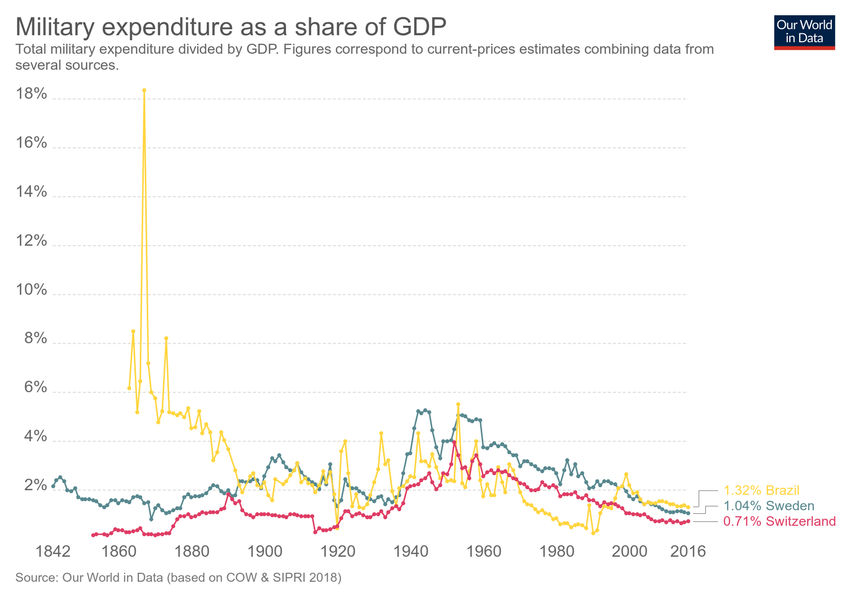 Military expenditure as a share of GDP
Our World
in Data
Total military expenditure divided by GDP. Figures correspond to current-prices estimates combining data from
several sources.
18%
16%
14%
12%
10%
8%
6%
4%
2%
1.32% Brazil
1.04% Sweden
0.71% Switzerland
1842 1860 1880 1900 1920 1940 1960 1980 2000 2016
Source: Our World in Data (based on COW & SIPRI 2018)